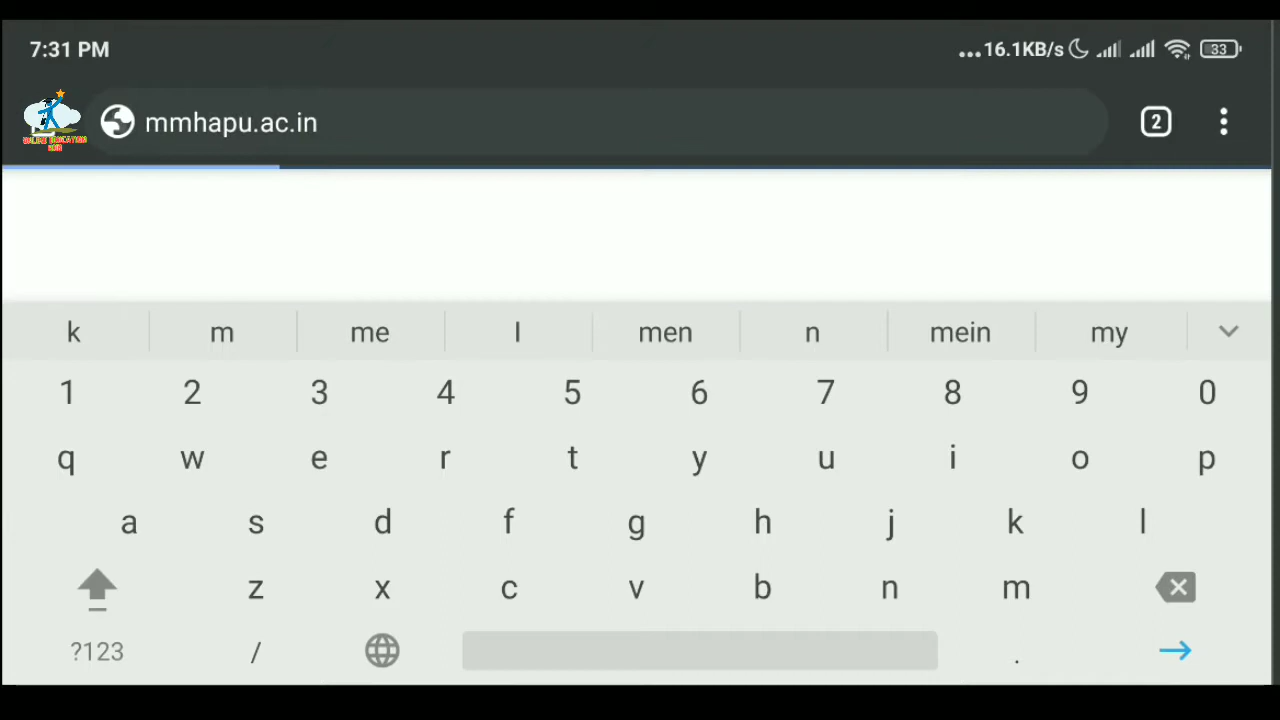 7:31 PM
...16.1KB/s 33
mmhapu.ac.in 2
k m me l men n mein my
1 2 3 4 5 6 7 8 9 0
q w e r t y u i o p
a s d f g h j k l
z x c v b n m
?123 / .